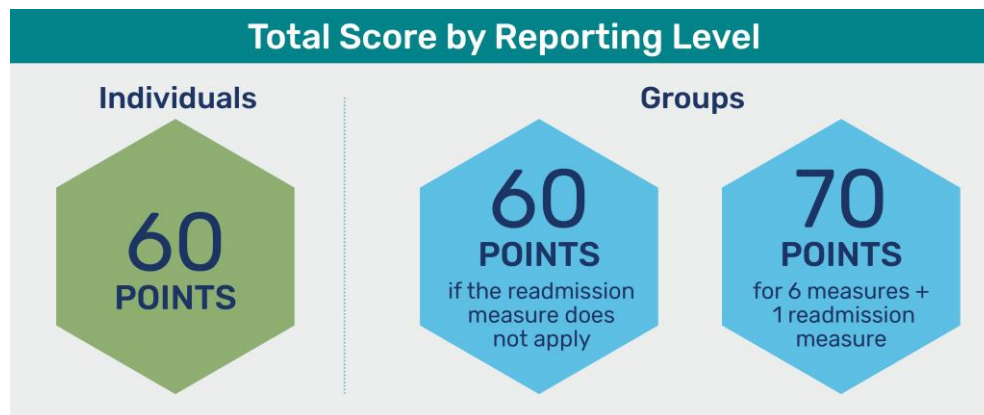 Total Score by Reporting Level
Individuals
60
POINTS
Groups
60
POINTS
if the readmission
measure does
not apply
70
POINTS
for 6 measures +
1 readmission
measure